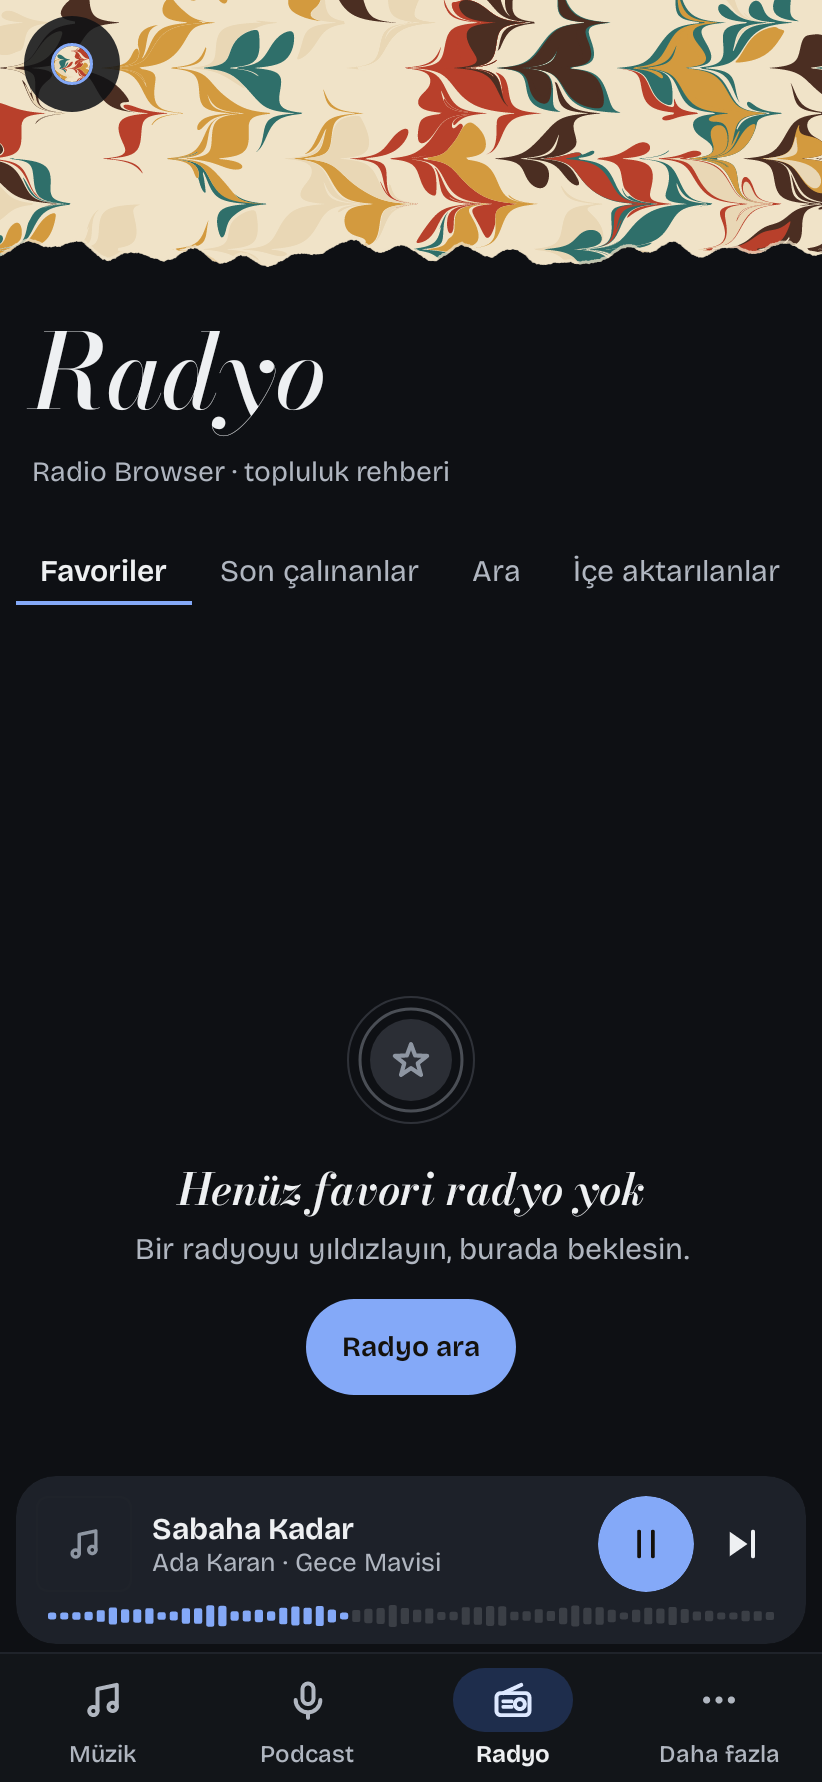 Radyo
Radio Browser · topluluk rehberi
Favoriler Son çalınanlar Ara İçe aktarılanlar
Henüz favori radyo yok
Bir radyoyu yıldızlayın, burada beklesin.
Radyo ara
Sabaha Kadar
Ada Karan · Gece Mavisi
Müzik Podcast Radyo Daha fazla